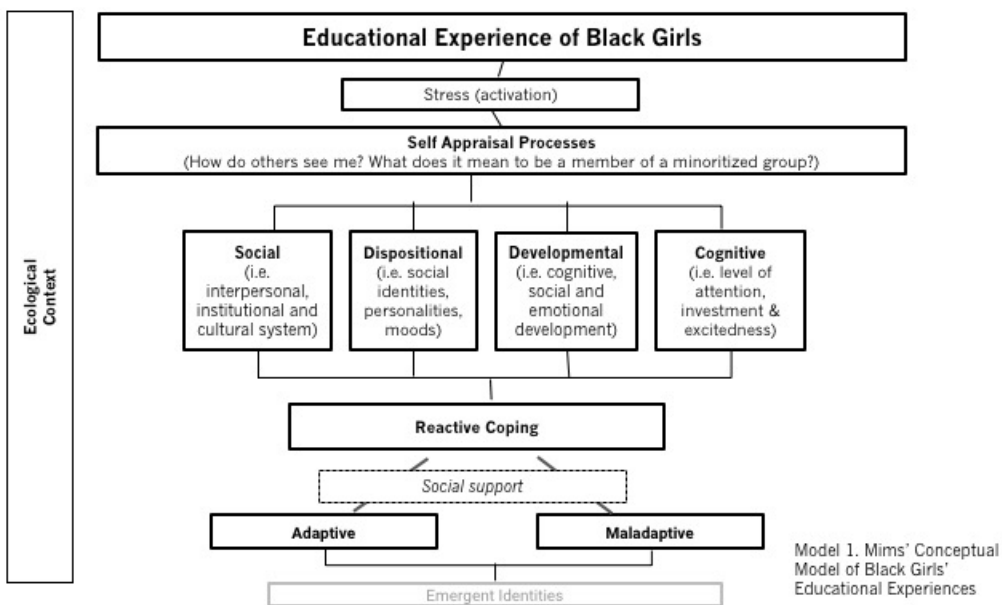 Educational Experience of Black Girls
Stress (activation)
Self Appraisal Processes
(How do others see me? What does it mean to be a member of a minoritized group?)
Ecological
Context
Social
(i.e.
interpersonal,
institutional and
cultural system)
Dispositional
(i.e. social
identities,
personalities,
moods)
Developmental
(i.e. cognitive,
social and
emotional
development)
Cognitive
(i.e. level of
attention,
investment &
excitedness)
Reactive Coping
Social support
Adaptive
Maladaptive
Emergent Identities
Model 1. Mims' Conceptual
Model of Black Girls'
Educational Experiences